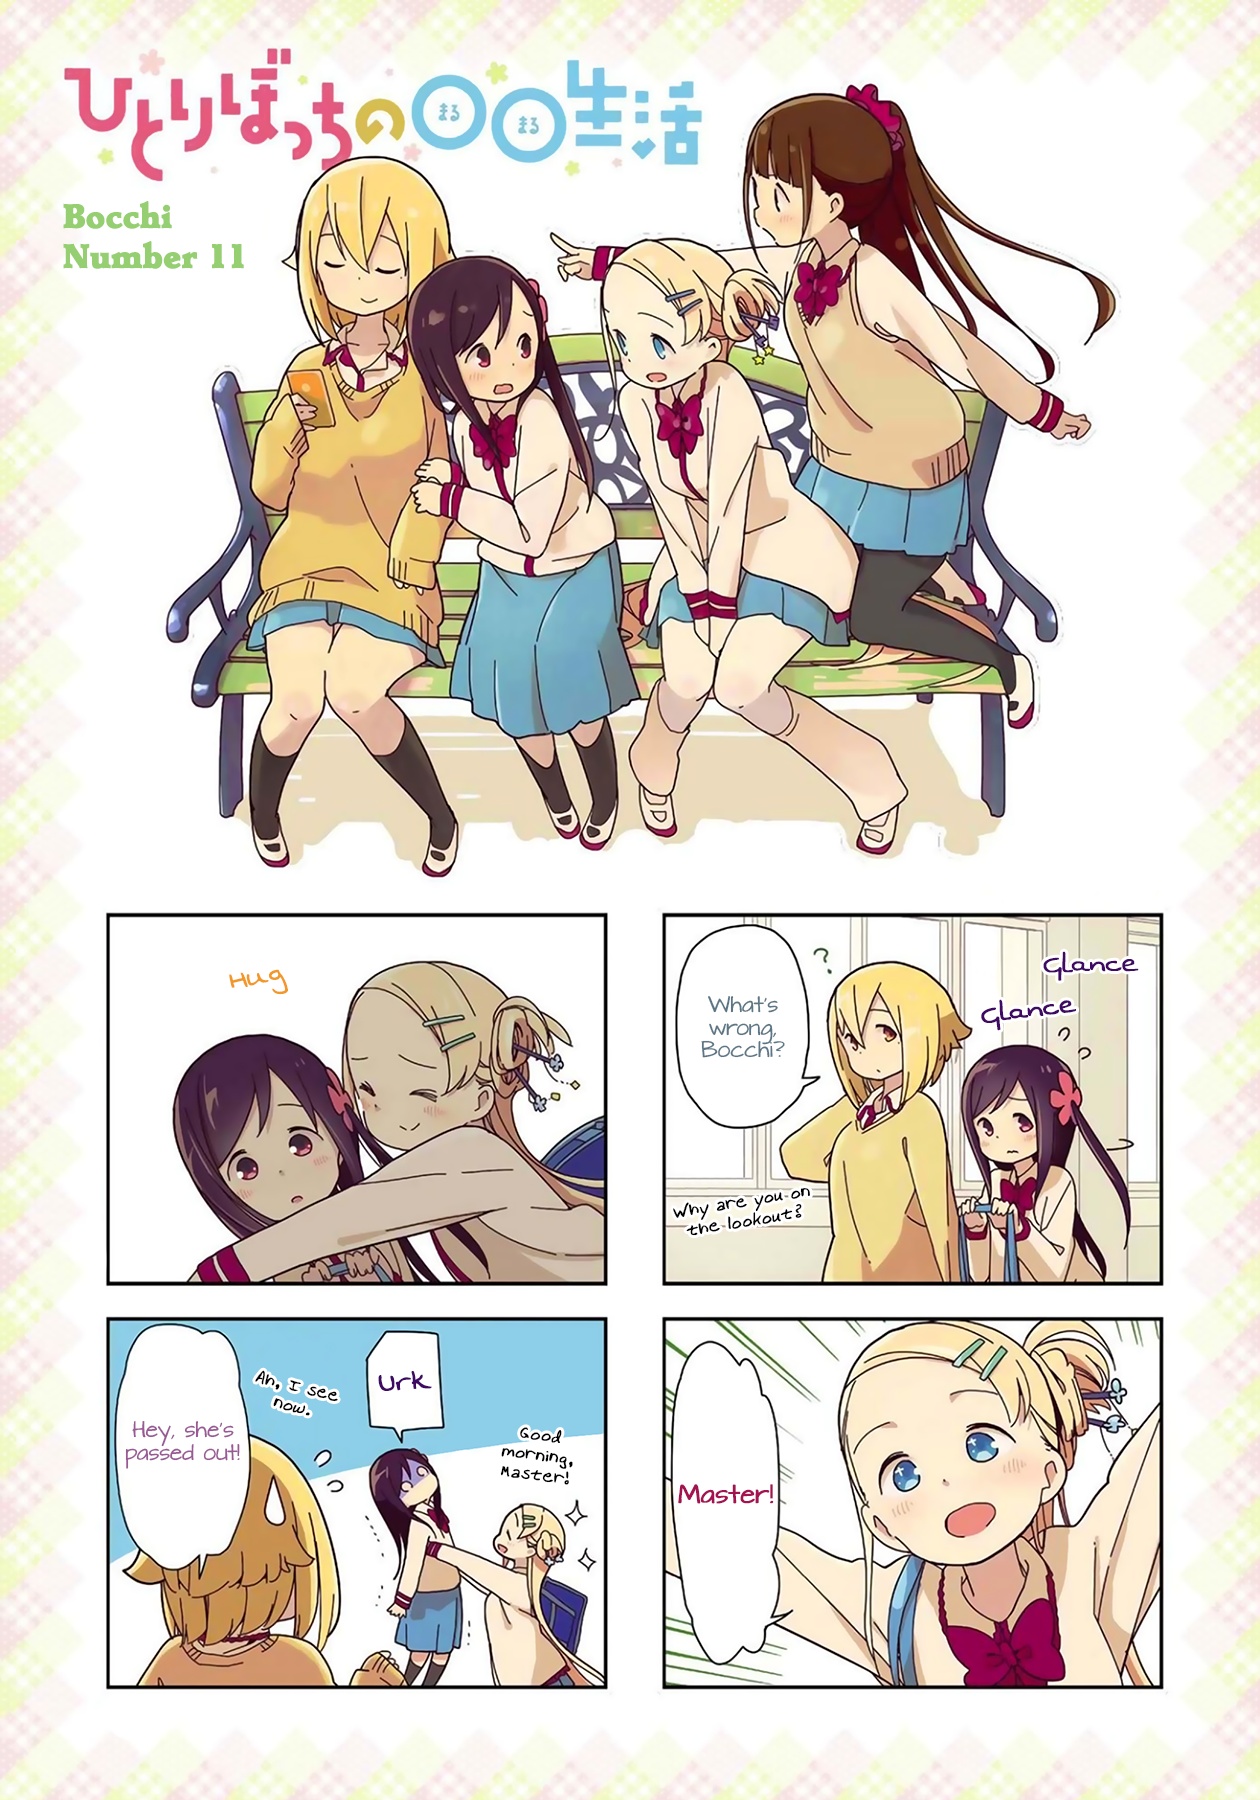 ひとりぼっちの〇〇生活
まる
まる
Bocchi
Number 11
What's
wrong,
Bocchi?
?
Glance
Glance
Why are you on
the lookout?
Master!
Hug
Urk
Good
morning,
Master!
Ah, I see
now.
Hey, she's
passed out!